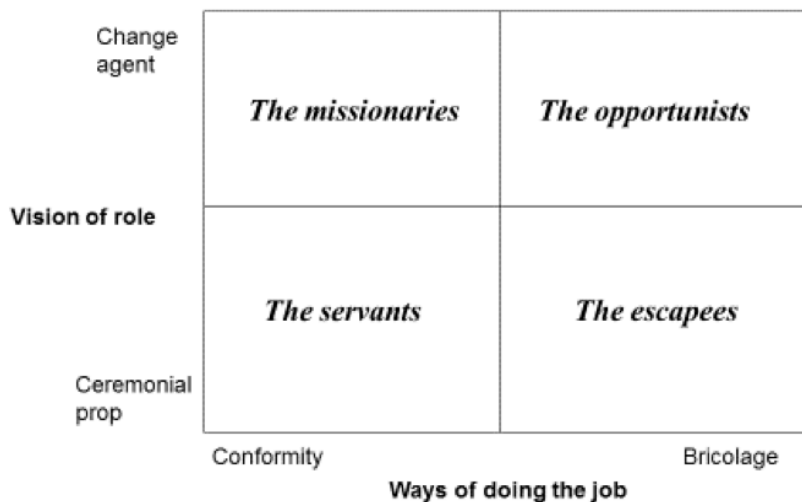 Change
agent
The missionaries
The opportunists
Vision of role
The servants
The escapees
Ceremonial
prop
Conformity
Bricolage
Ways of doing the job